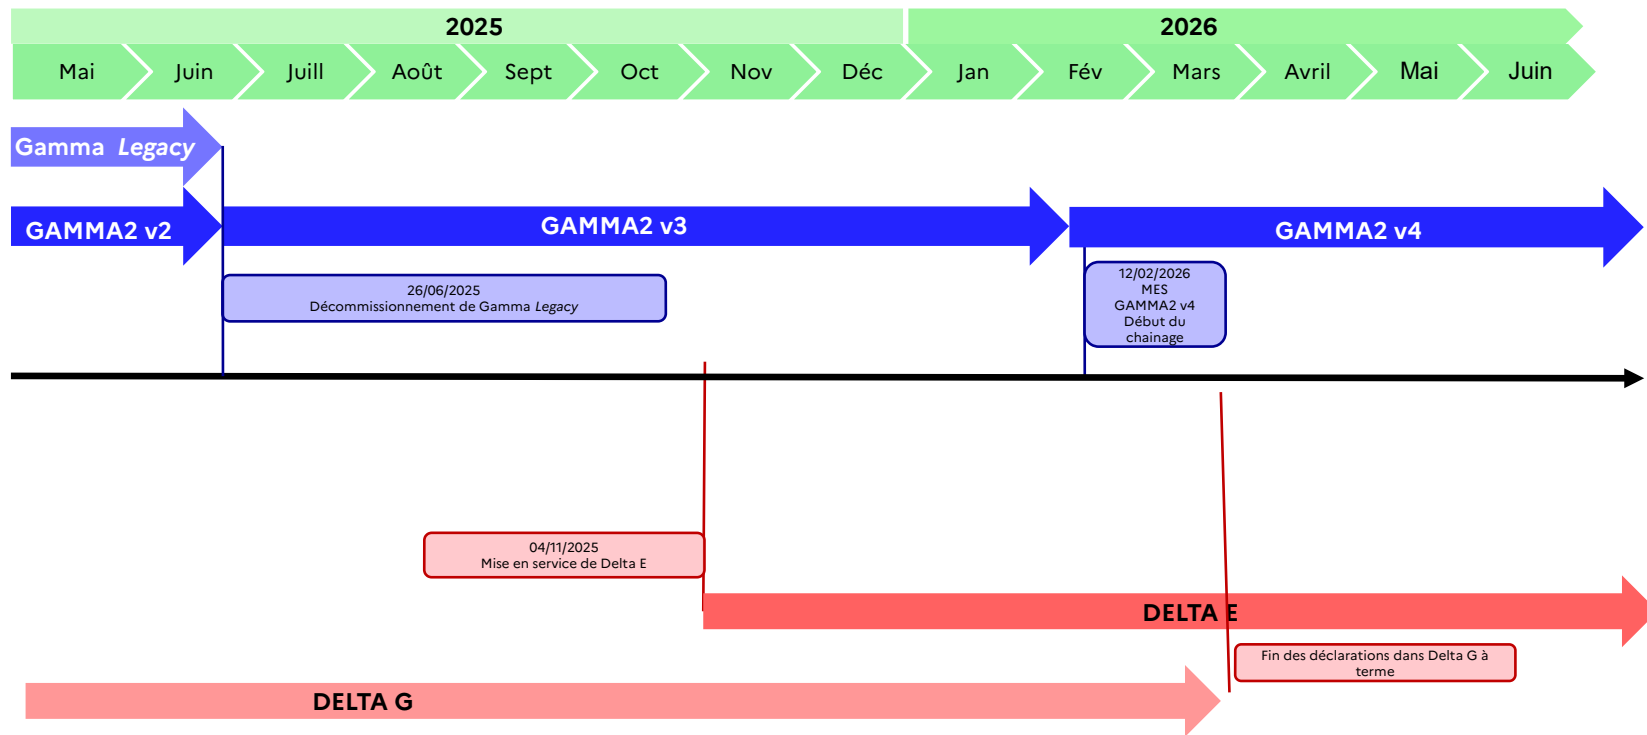 2025
2026
Mai
Juin
Juill
Août
Sept
Oct
Nov
Déc
Jan
Fév
Mars
Avril
Mai
Juin
Gamma Legacy
GAMMA2 v2
GAMMA2 v3
GAMMA2 v4
26/06/2025
Décommissionnement de Gamma Legacy
12/02/2026
MES
GAMMA2 v4
Début du
chainage
04/11/2025
Mise en service de Delta E
DELTA E
Fin des déclarations dans Delta G à
terme
DELTA G